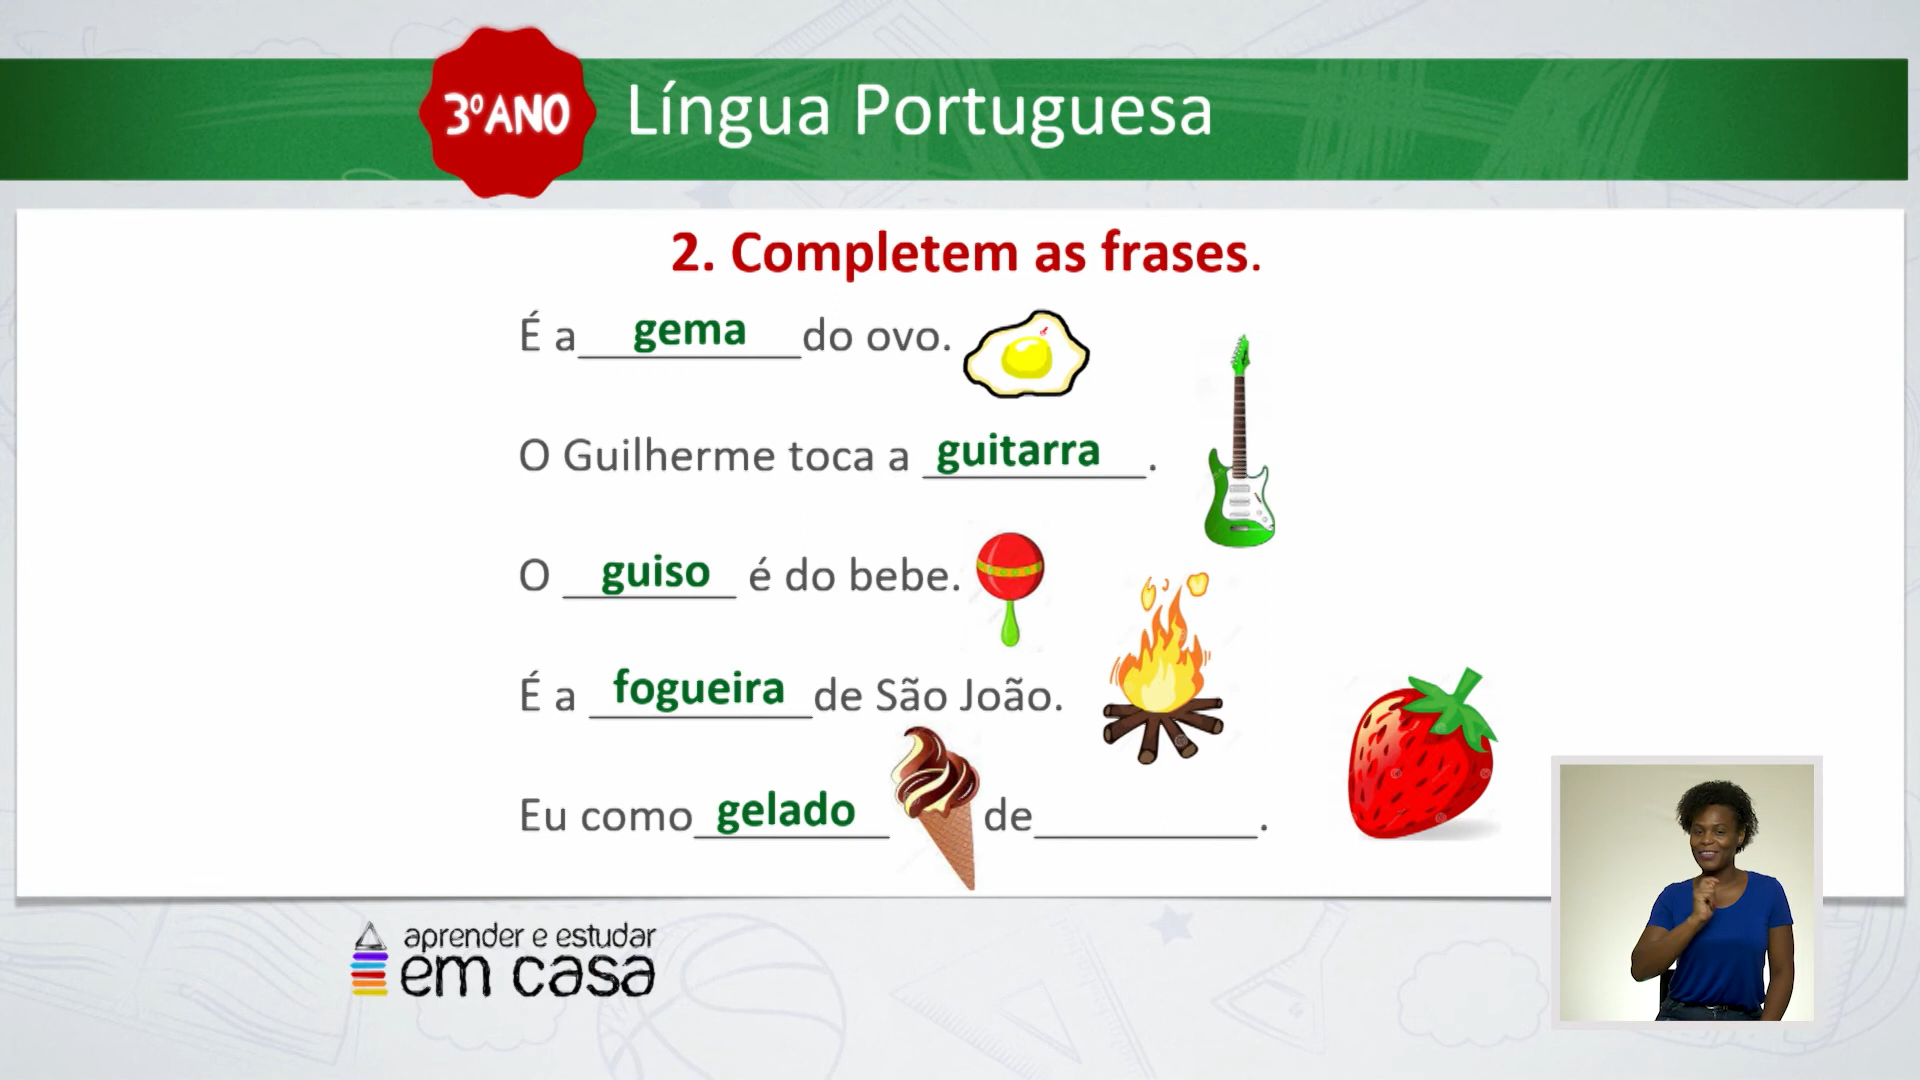 3ºANO
Língua Portuguesa
2. Completem as frases.
É a gema do ovo.
O Guilherme toca a guitarra.
O guiso é do bebe.
É a fogueira de São João.
Eu como gelado de__________.
aprender e estudar
em casa